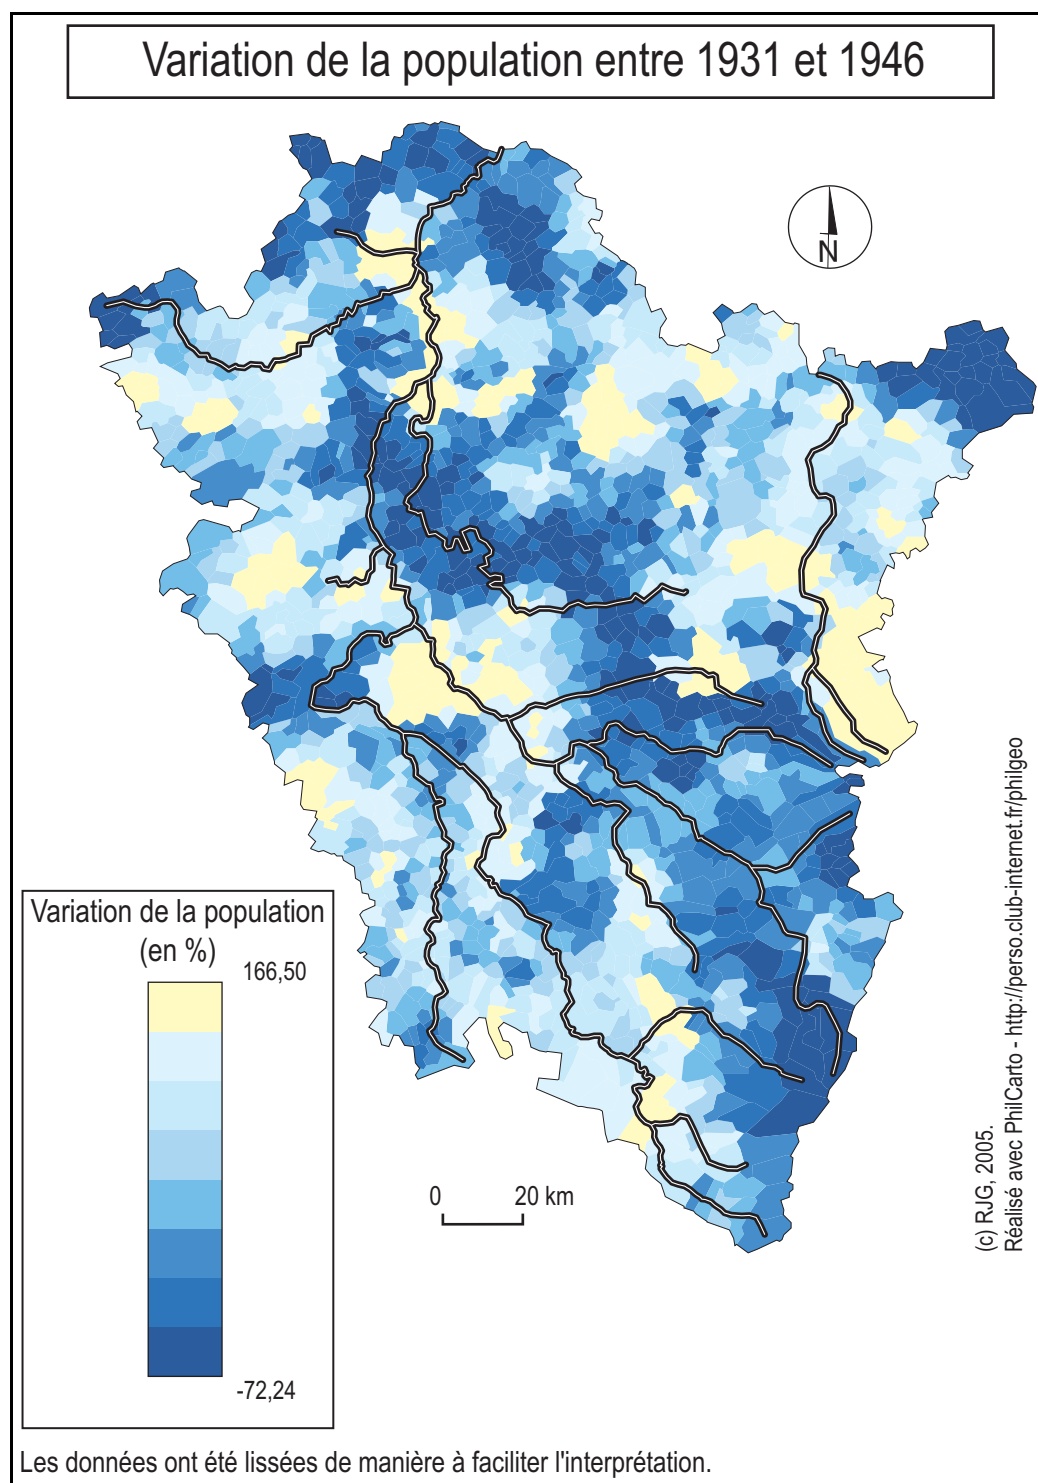 Variation de la population entre 1931 et 1946
N
Variation de la population
(en %)
166,50
-72,24
0 20 km
(c) RJG, 2005.
Réalisé avec PhilCarto - http://perso.club-internet.fr/philgeo
Les données ont été lissées de manière à faciliter l'interprétation.